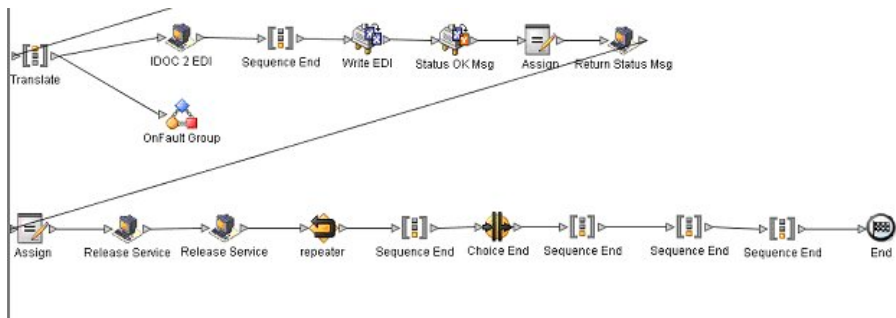 Translate
IDOC 2 EDI
Sequence End
Write EDI
Status OK Msg
Assign
Return Status Msg
OnFault Group
Assign
Release Service
Release Service
repeater
Sequence End
Choice End
Sequence End
Sequence End
Sequence End
End